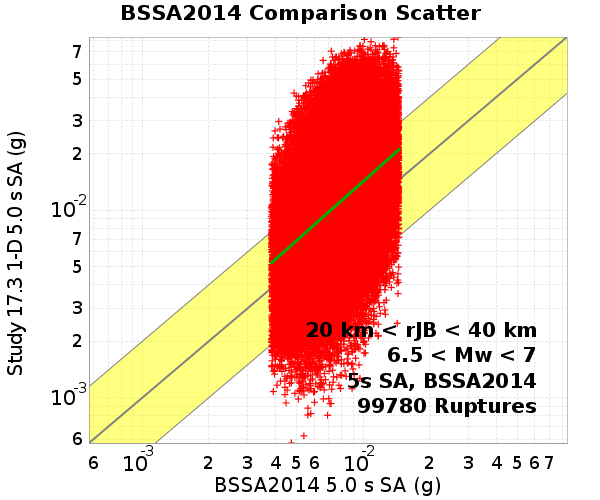 BSSA2014 Comparison Scatter
Study 17.3 1-D 5.0 s SA (g)
7
5
3
2
10-2
7
5
3
2
10-3
6
20 km < rJB < 40 km
6.5 < Mw < 7
5s SA, BSSA2014
99780 Ruptures
6 10-3 2 3 4 5 6 10-2 2 3 4 5 6 7
BSSA2014 5.0 s SA (g)